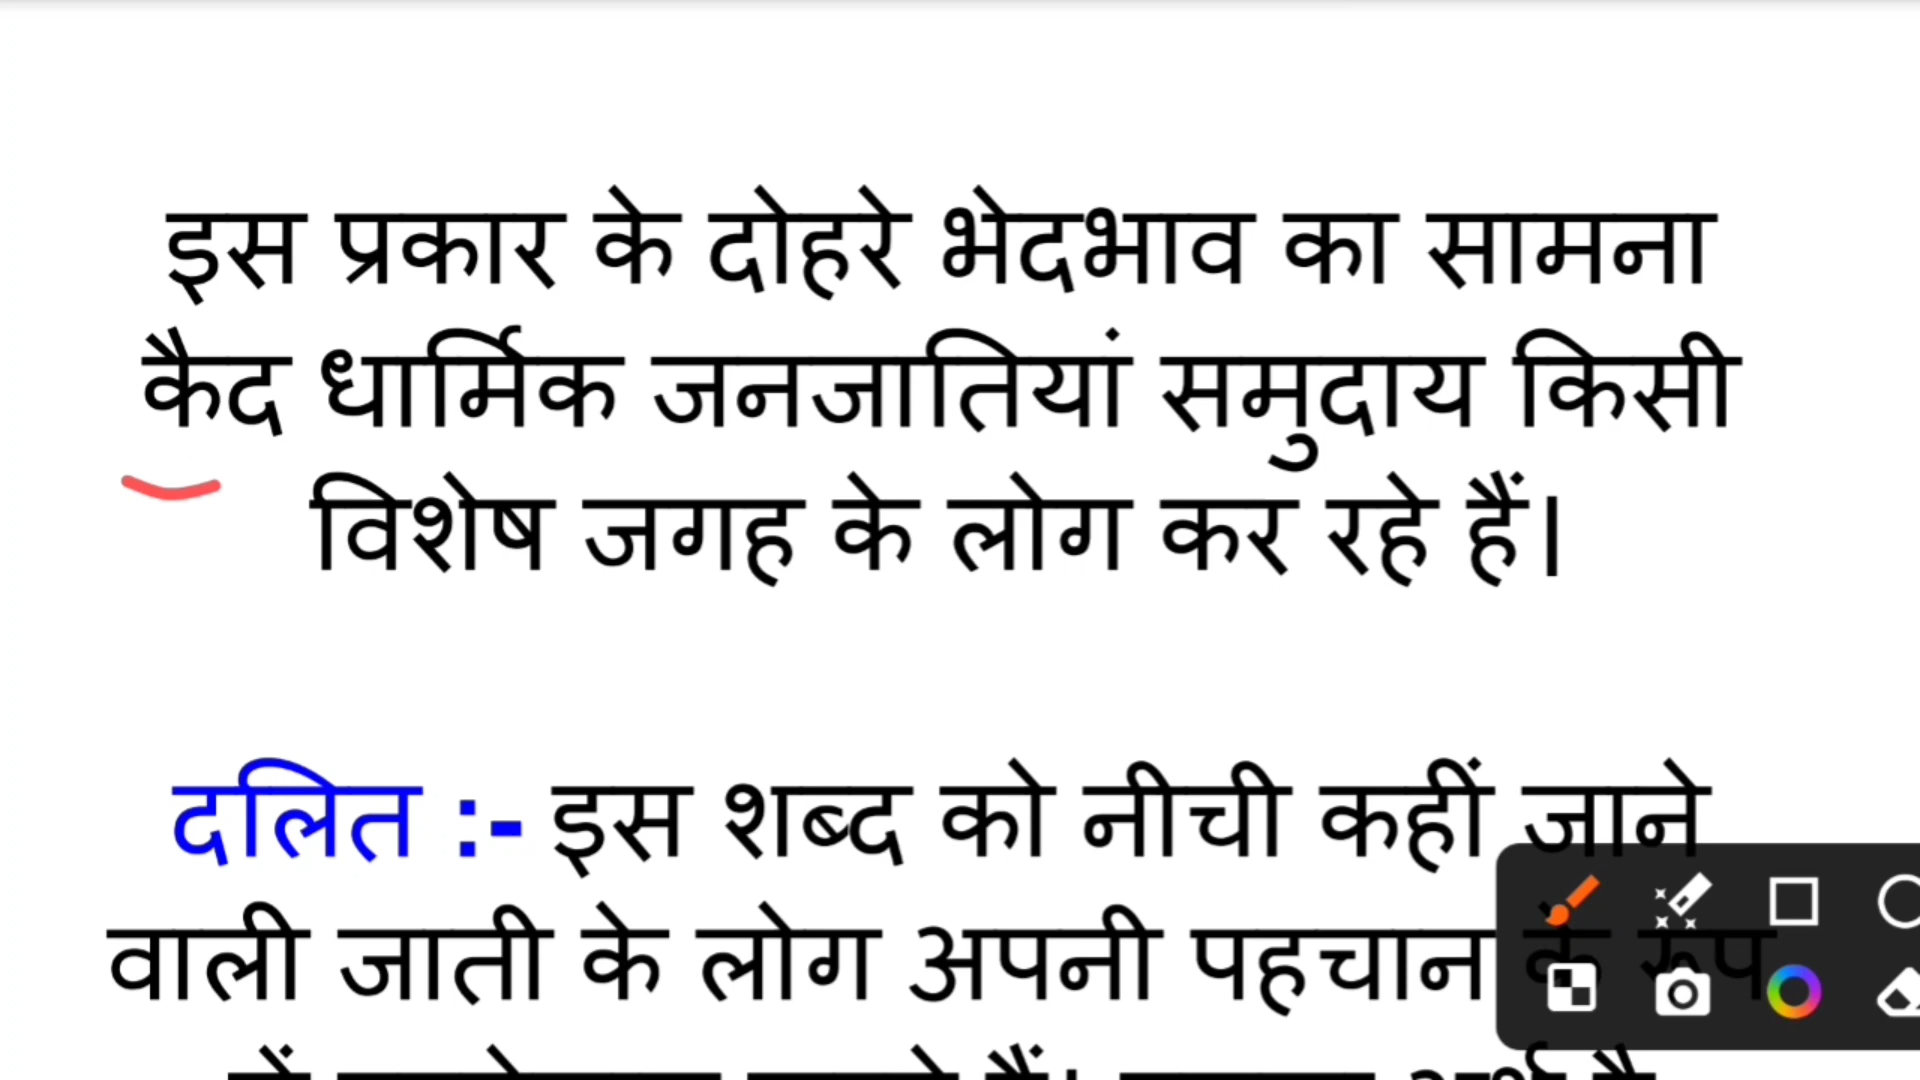 इस प्रकार के दोहरे भेदभाव का सामना
कैद धार्मिक जनजातियां समुदाय किसी
विशेष जगह के लोग कर रहे हैं।
दलित :- इस शब्द को नीची कहीं जाने
वाली जाती के लोग अपनी पहचान के रूप